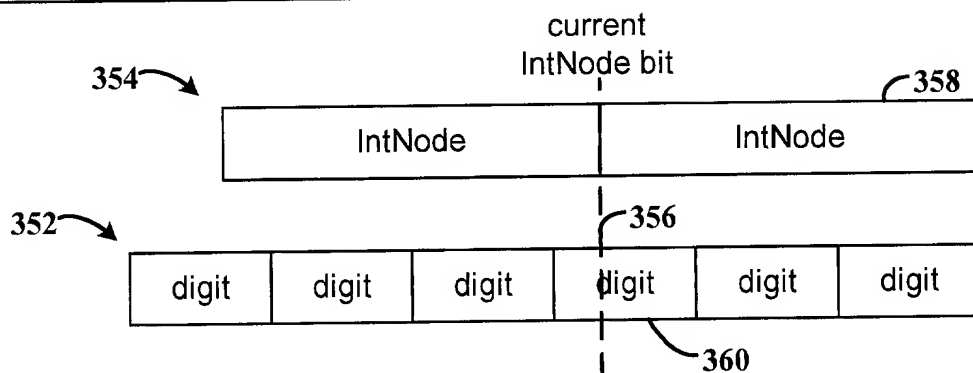 current
IntNode bit
354
358
IntNode IntNode
352
356
digit digit digit digit digit digit
360